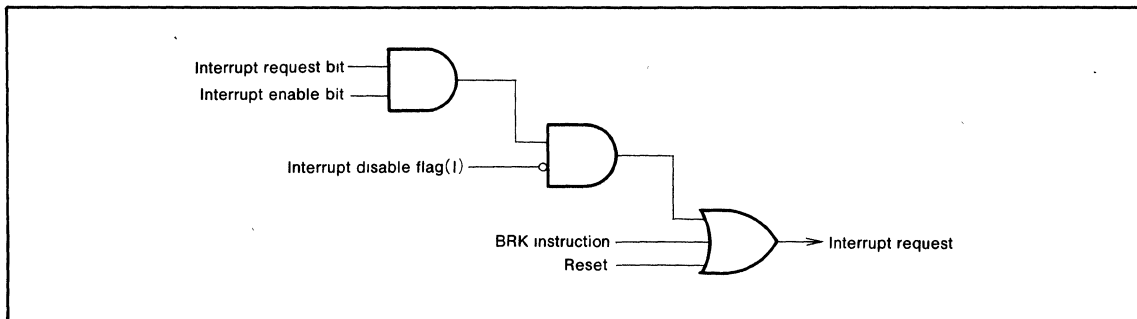 Interrupt request bit
Interrupt enable bit
Interrupt disable flag(I)
BRK instruction
Reset
Interrupt request